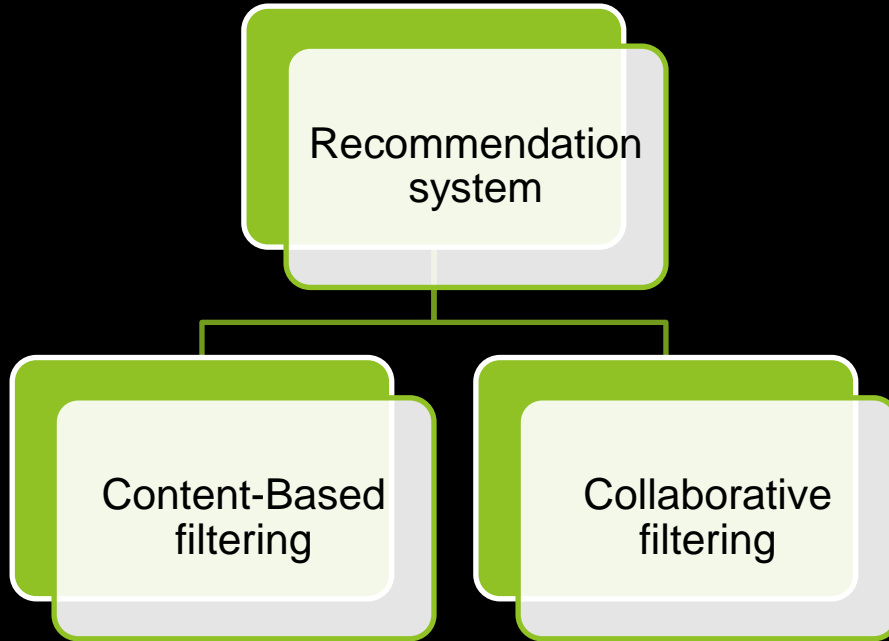 Recommendation
system
Content-Based
filtering
Collaborative
filtering